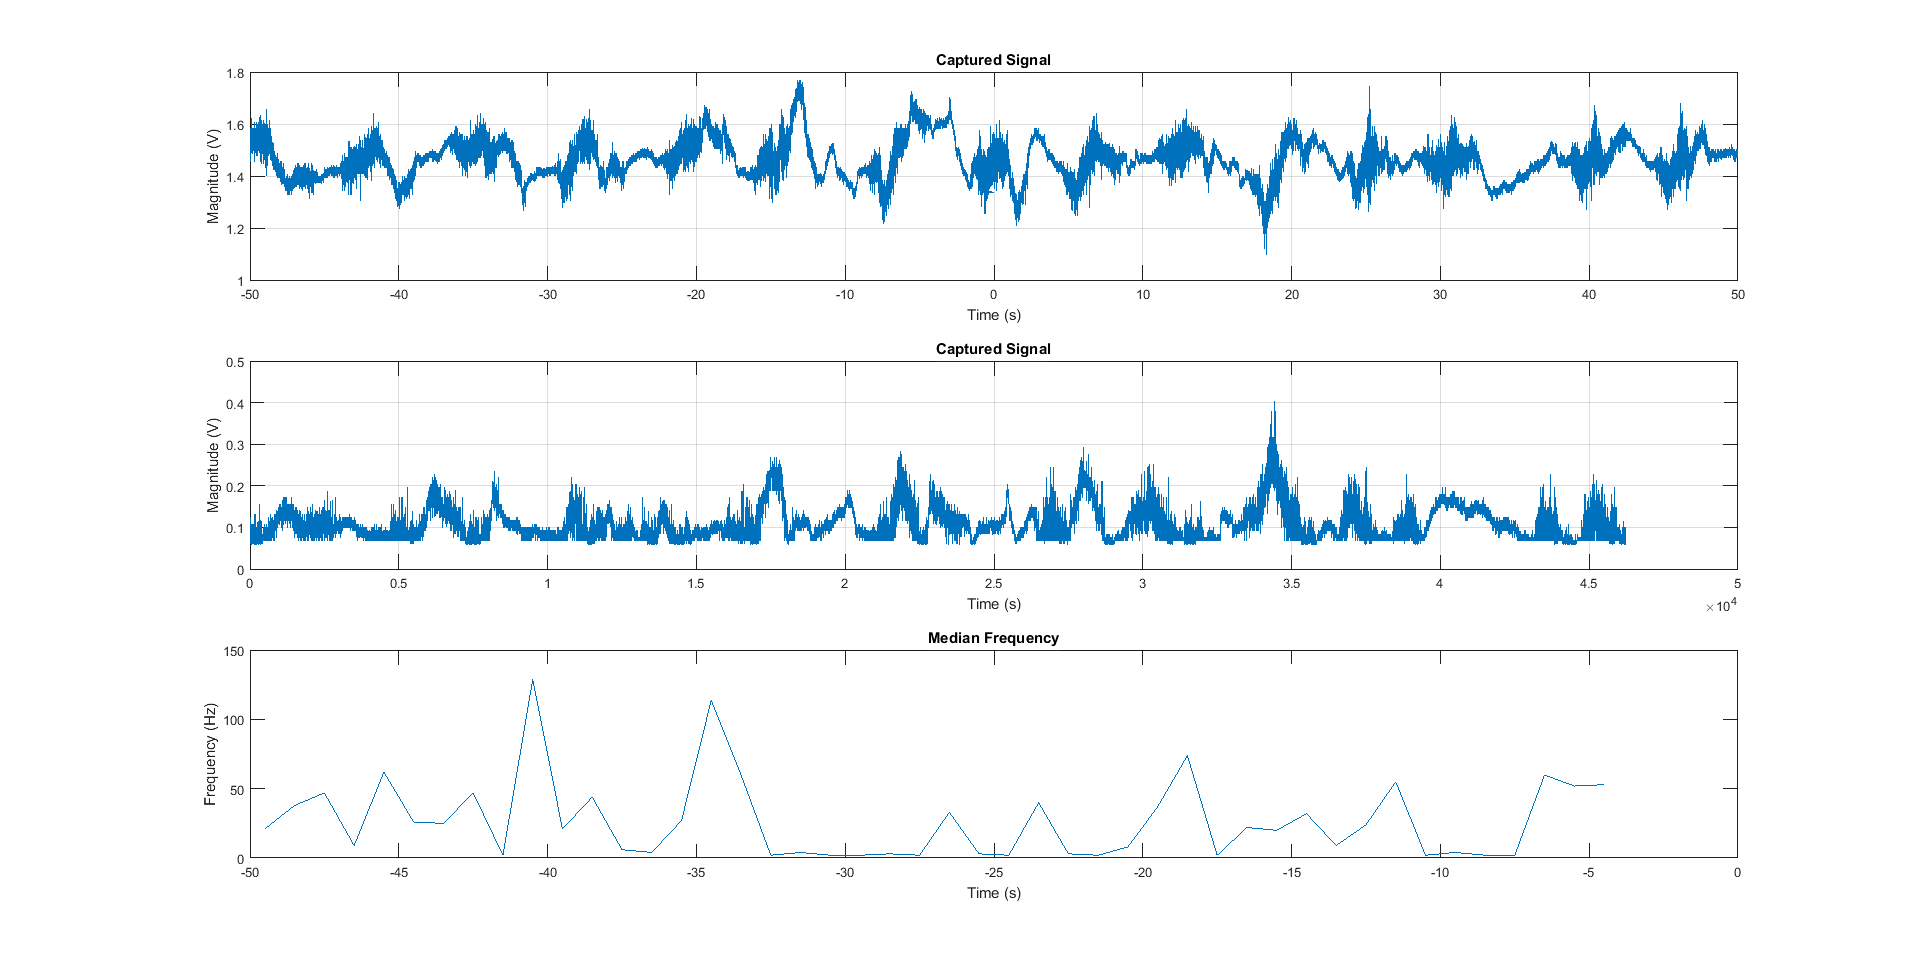 Captured Signal
Magnitude (V)
1.8
1.6
1.4
1.2
1
-50 -40 -30 -20 -10 0 10 20 30 40 50
Time (s)
Captured Signal
Magnitude (V)
0.5
0.4
0.3
0.2
0.1
0
0 0.5 1 1.5 2 2.5 3 3.5 4 4.5 5
Time (s)
×10⁴
Median Frequency
Frequency (Hz)
150
100
50
0
-50 -45 -40 -35 -30 -25 -20 -15 -10 -5 0
Time (s)